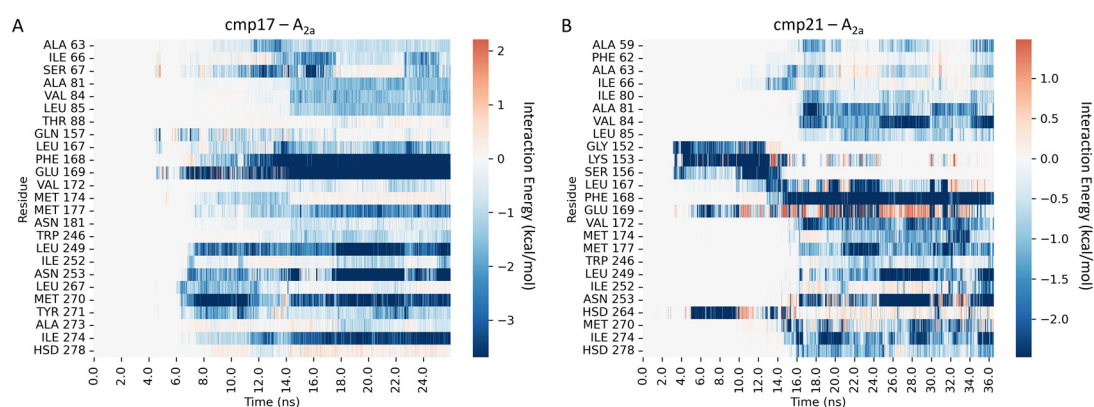 A
cmp17 – A2a
ALA 63
ILE 66
SER 67
ALA 81
VAL 84
LEU 85
THR 88
GLN 157
LEU 167
PHE 168
GLU 169
VAL 172
MET 174
MET 177
ASN 181
TRP 246
LEU 249
ILE 252
ASN 253
LEU 267
MET 270
TYR 271
ALA 273
ILE 274
HSD 278
Residue
0.0 2.0 4.0 6.0 8.0 10.0 12.0 14.0 16.0 18.0 20.0 22.0 24.0
Time (ns)
2
1
0
−1
−2
−3
Interaction Energy (kcal/mol)
B
cmp21 – A2a
ALA 59
PHE 62
ALA 63
ILE 66
ILE 80
ALA 81
VAL 84
LEU 85
GLY 152
LYS 153
SER 156
LEU 167
PHE 168
GLU 169
VAL 172
MET 174
MET 177
TRP 246
LEU 249
ILE 252
ASN 253
HSD 264
MET 270
ILE 274
HSD 278
Residue
0.0 2.0 4.0 6.0 8.0 10.0 12.0 14.0 16.0 18.0 20.0 22.0 24.0 26.0 28.0 30.0 32.0 34.0 36.0
Time (ns)
1.0
0.5
0.0
−0.5
−1.0
−1.5
−2.0
Interaction Energy (kcal/mol)